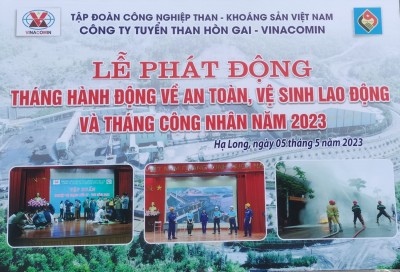 TẬP ĐOÀN CÔNG NGHIỆP THAN - KHOÁNG SẢN VIỆT NAM
VINACOMIN
CÔNG TY TUYỂN THAN HÒN GAI - VINACOMIN
LỄ PHÁT ĐỘNG
THÁNG HÀNH ĐỘNG VỀ AN TOÀN, VỆ SINH LAO ĐỘNG
VÀ THÁNG CÔNG NHÂN NĂM 2023
Hạ Long, ngày 05 tháng 5 năm 2023